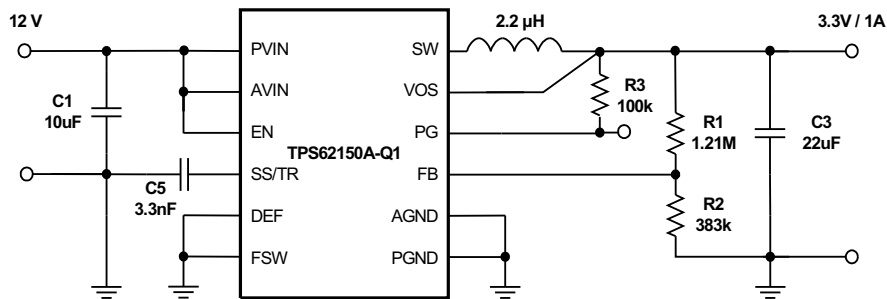 12 V
2.2 µH
3.3V / 1A
PVIN
SW
AVIN
VOS
R3
100k
C1
10uF
EN
PG
R1
1.21M
C3
22uF
TPS62150A-Q1
SS/TR
FB
C5
3.3nF
R2
383k
DEF
AGND
FSW
PGND